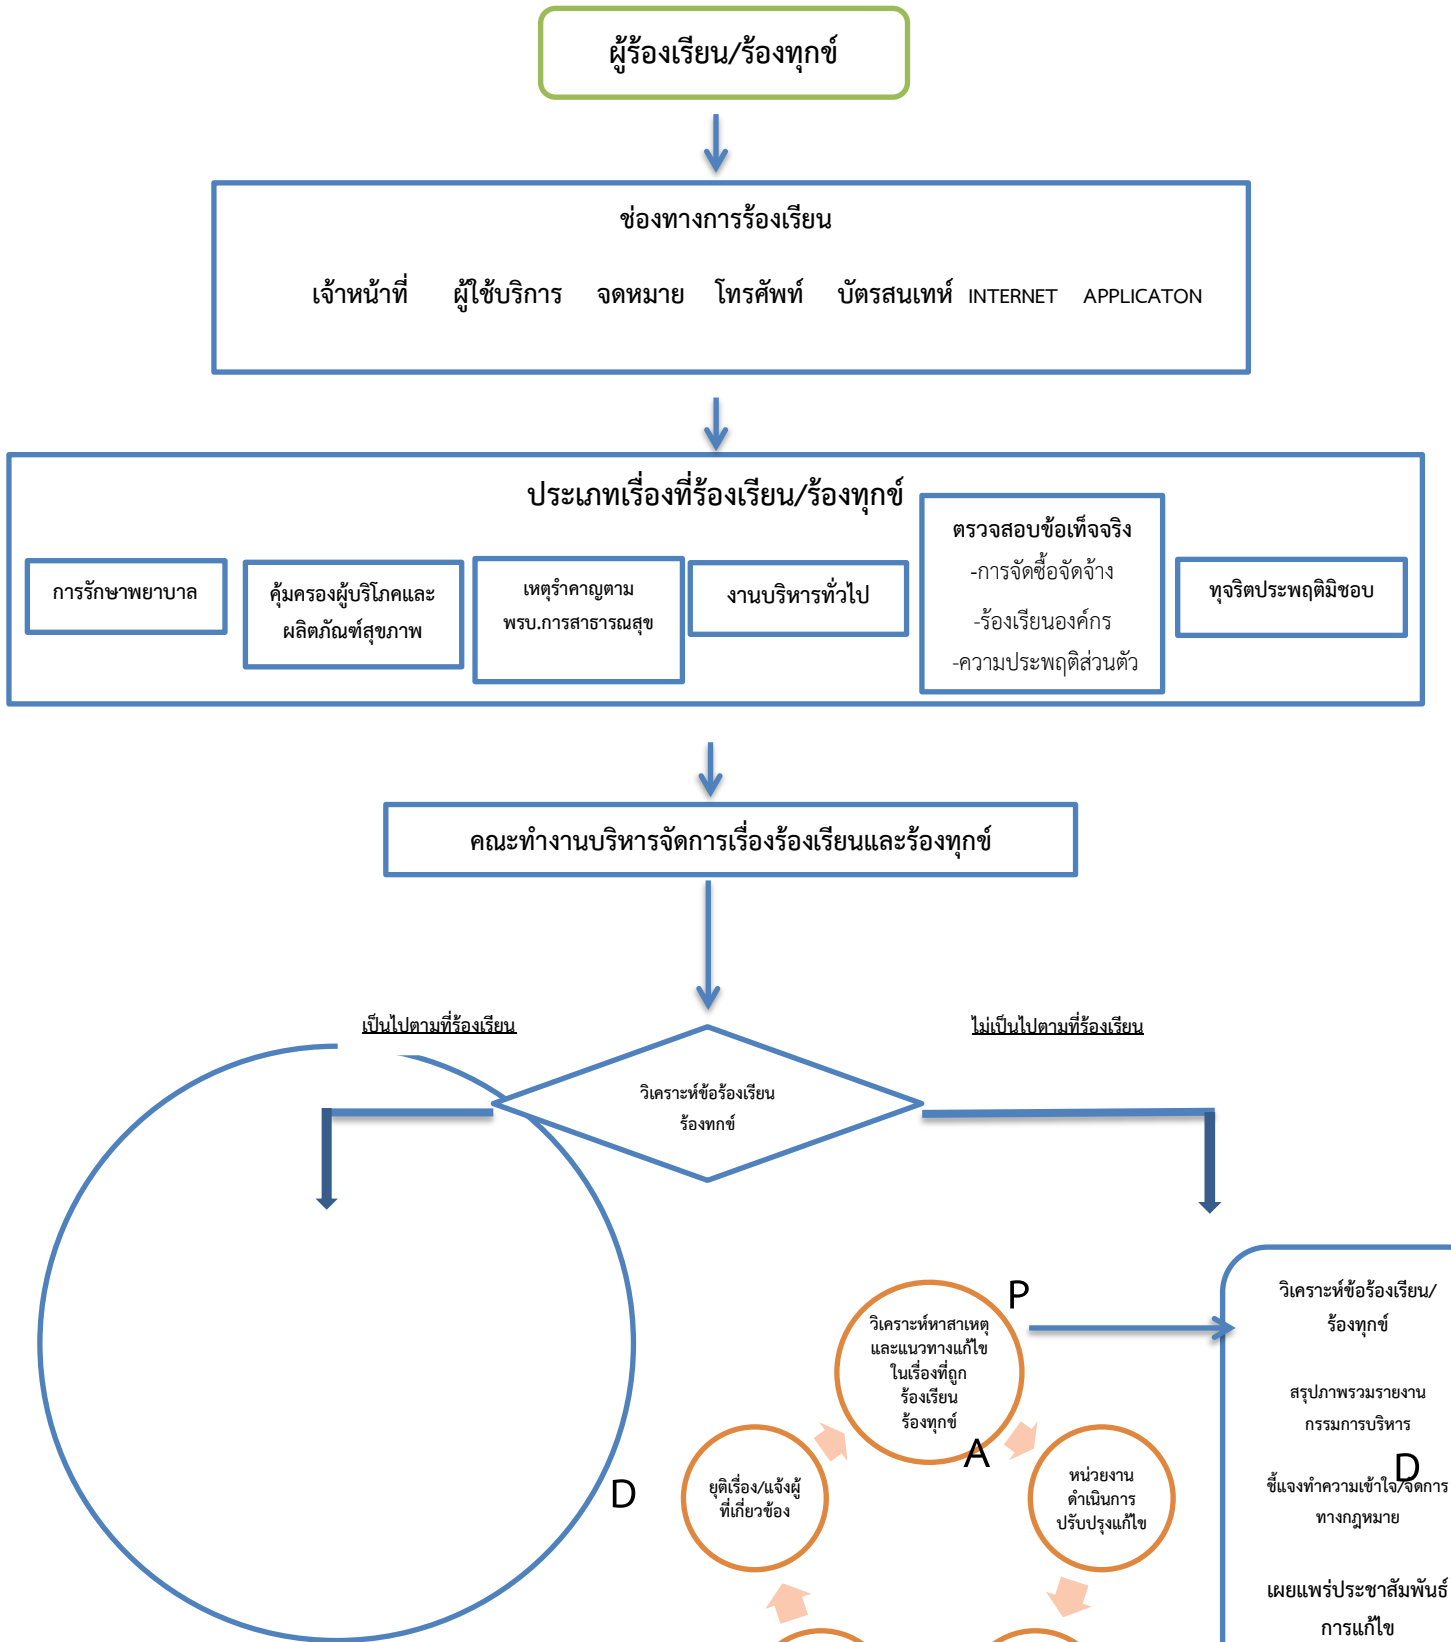 ผู้ร้องเรียน/ร้องทุกข์
ช่องทางการร้องเรียน
เจ้าหน้าที่ ผู้ใช้บริการ จดหมาย โทรศัพท์ บัตรสนเทห์ INTERNET APPLICATON
ประเภทเรื่องที่ร้องเรียน/ร้องทุกข์
การรักษาพยาบาล
คุ้มครองผู้บริโภคและ
ผลิตภัณฑ์สุขภาพ
เหตุรำคาญตาม
พรบ.การสาธารณสุข
งานบริหารทั่วไป
ตรวจสอบข้อเท็จจริง
-การจัดซื้อจัดจ้าง
-ร้องเรียนองค์กร
-ความประพฤติส่วนตัว
ทุจริตประพฤติมิชอบ
คณะทำงานบริหารจัดการเรื่องร้องเรียนและร้องทุกข์
เป็นไปตามที่ร้องเรียน
ไม่เป็นไปตามที่ร้องเรียน
วิเคราะห์ข้อร้องเรียน
ร้องทกข์
P
วิเคราะห์หาสาเหตุ
และแนวทางแก้ไข
ในเรื่องที่ถูก
ร้องเรียน
ร้องทุกข์
A
D
ยุติเรื่อง/แจ้งผู้
ที่เกี่ยวข้อง
หน่วยงาน
ดำเนินการ
ปรับปรุงแก้ไข
วิเคราะห์ข้อร้องเรียน/
ร้องทุกข์
สรุปภาพรวมรายงาน
กรรมการบริหาร
D
ชี้แจงทำความเข้าใจ/จัดการ
ทางกฎหมาย
เผยแพร่ประชาสัมพันธ์
การแก้ไข